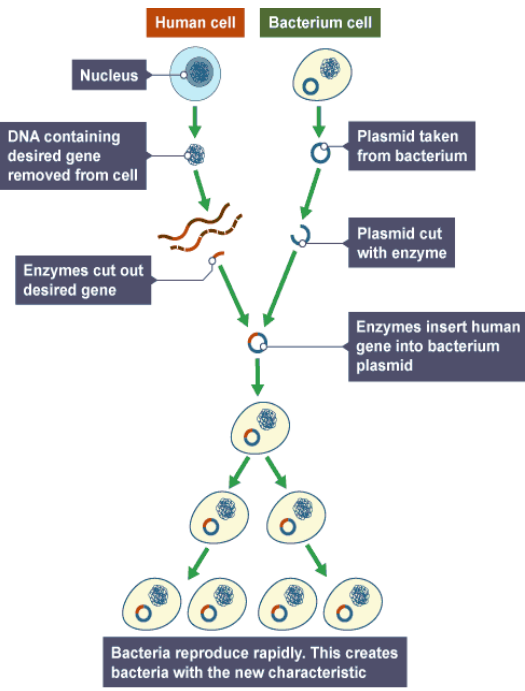 Human cell
Bacterium cell
Nucleus
DNA containing
desired gene
removed from cell
Plasmid taken
from bacterium
Plasmid cut
with enzyme
Enzymes cut out
desired gene
Enzymes insert human
gene into bacterium
plasmid
Bacteria reproduce rapidly. This creates
bacteria with the new characteristic